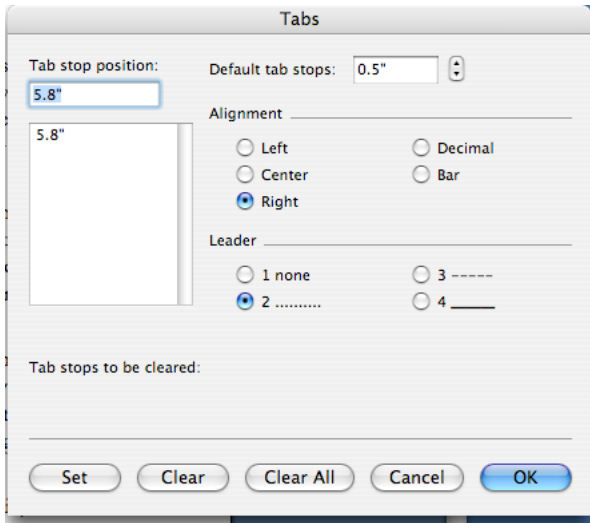 Tabs
Tab stop position:
5.8"
5.8"
Default tab stops: 0.5"
Alignment
Left
Center
Right
Decimal
Bar
Leader
1 none
2 ..........
3 -----
4 _____
Tab stops to be cleared:
Set Clear Clear All Cancel OK